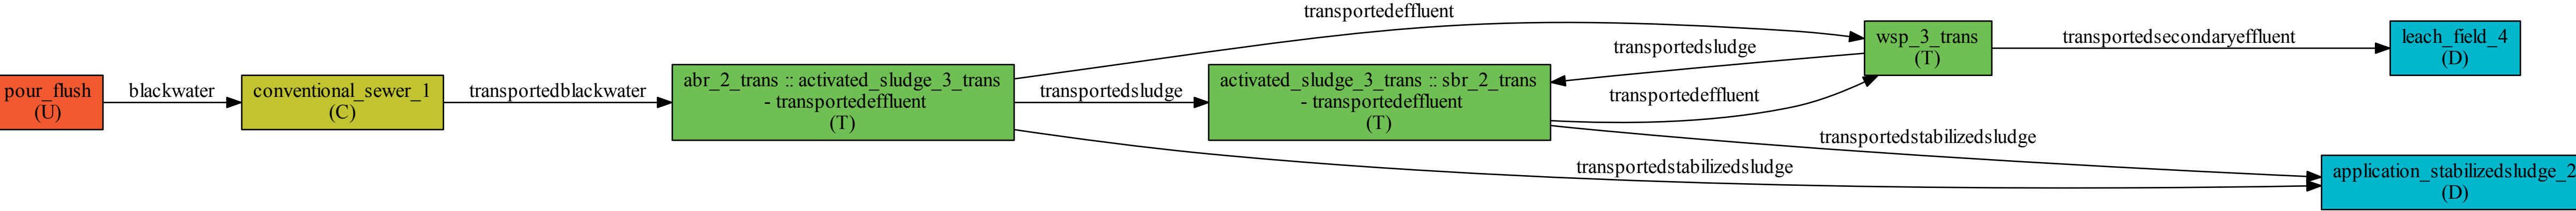 pour_flush
(U)
blackwater
conventional_sewer_1
(C)
transportedblackwater
abr_2_trans :: activated_sludge_3_trans
- transportedeffluent
(T)
transportedeffluent
transportedsludge
transportedstabilizedsludge
activated_sludge_3_trans :: sbr_2_trans
- transportedeffluent
(T)
transportedsludge
transportedeffluent
transportedstabilizedsludge
wsp_3_trans
(T)
transportedsecondaryeffluent
leach_field_4
(D)
application_stabilizedsludge_2
(D)